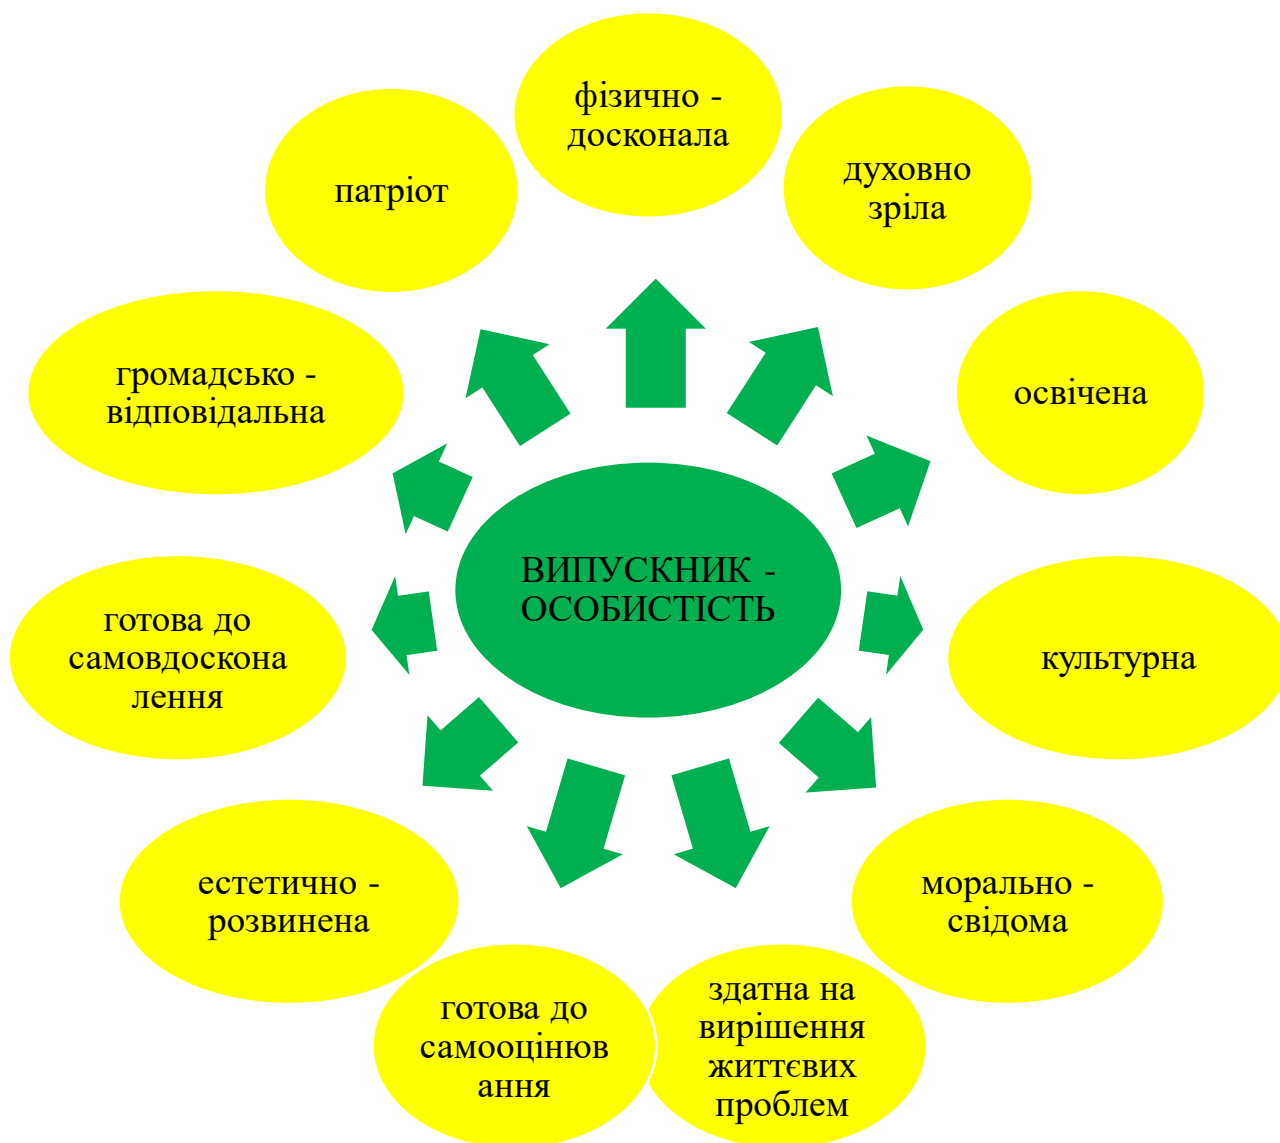 фізично -
досконала
духовно
зріла
освічена
культурна
морально -
свідома
здатна на
вирішення
життєвих
проблем
готова до
самооцінюв
ання
естетично -
розвинена
готова до
самовдоскона
лення
громадсько -
відповідальна
патріот
ВИПУСКНИК -
ОСОБИСТІСТЬ